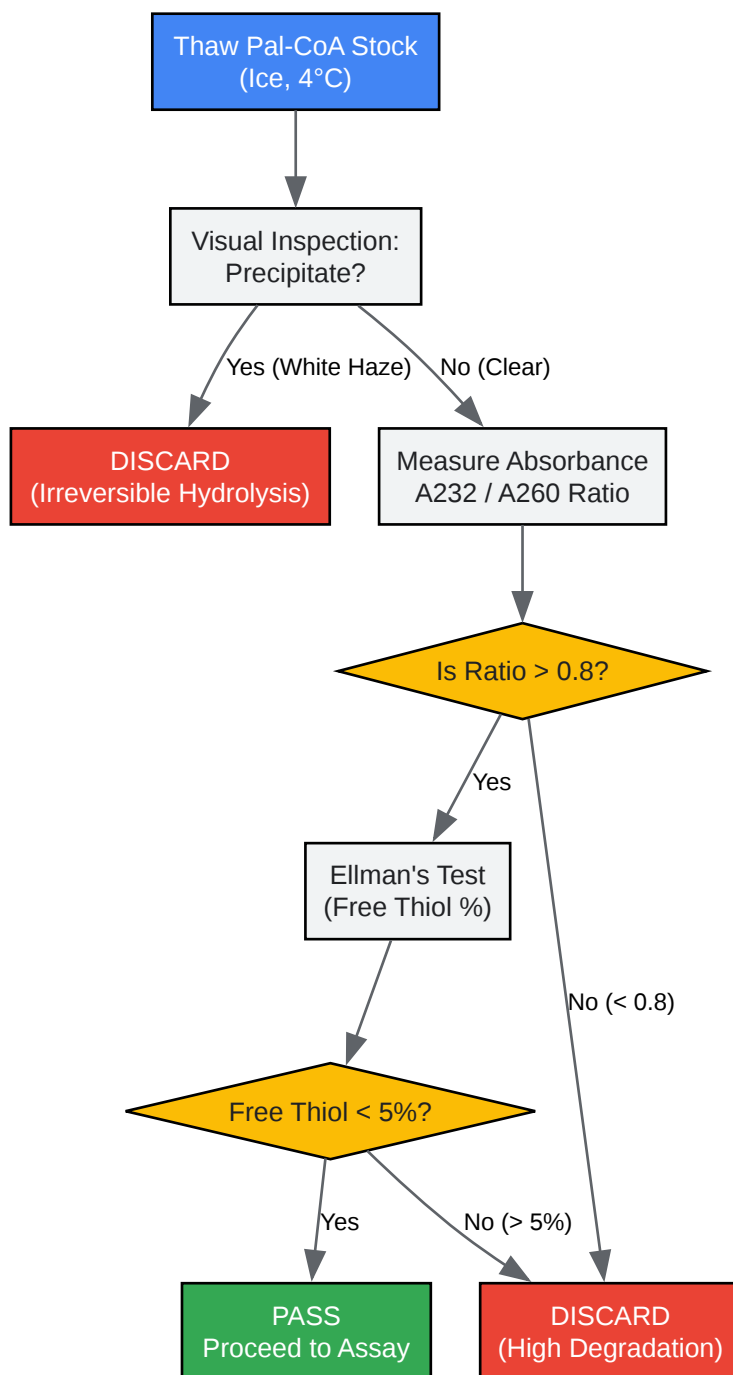 Thaw Pal-CoA Stock
(Ice, 4°C)
Visual Inspection:
Precipitate?
Yes (White Haze)
No (Clear)
DISCARD
(Irreversible Hydrolysis)
Measure Absorbance
A232 / A260 Ratio
Is Ratio > 0.8?
Yes
Ellman's Test
(Free Thiol %)
No (< 0.8)
Free Thiol < 5%?
Yes
No (> 5%)
PASS
Proceed to Assay
DISCARD
(High Degradation)